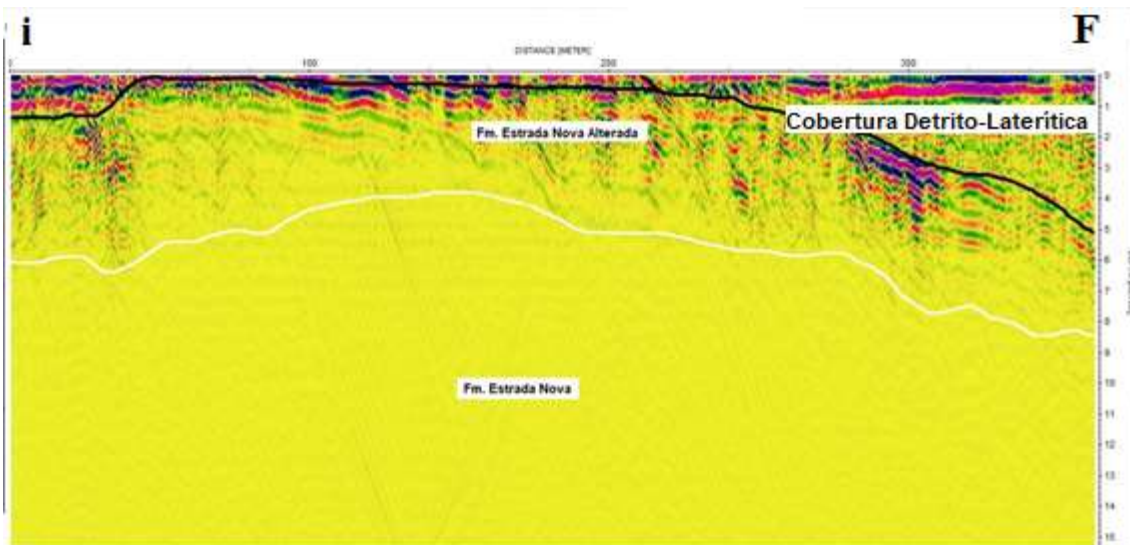 i
F
DISTANCE [METER]
0 100 200 300
0
1
2
3
4
5
6
7
8
9
10
11
12
13
14
15
Cobertura Detrito-Laterítica
Fm. Estrada Nova Alterada
Fm. Estrada Nova